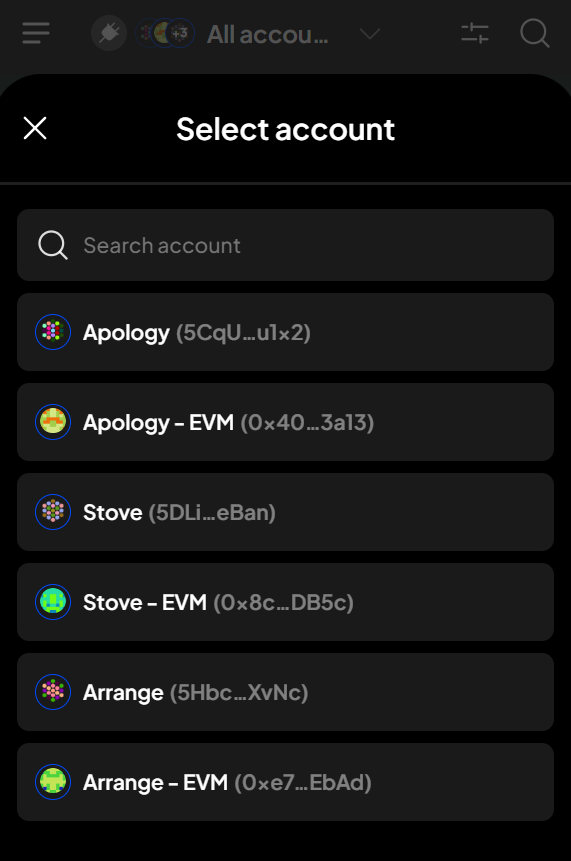 +3 All accou...
Select account
Search account
Apology (5CqU...u1x2)
Apology - EVM (0x40...3a13)
Stove (5DLi...eBan)
Stove - EVM (0x8c...DB5c)
Arrange (5Hbc...XvNc)
Arrange - EVM (0xe7...EbAd)